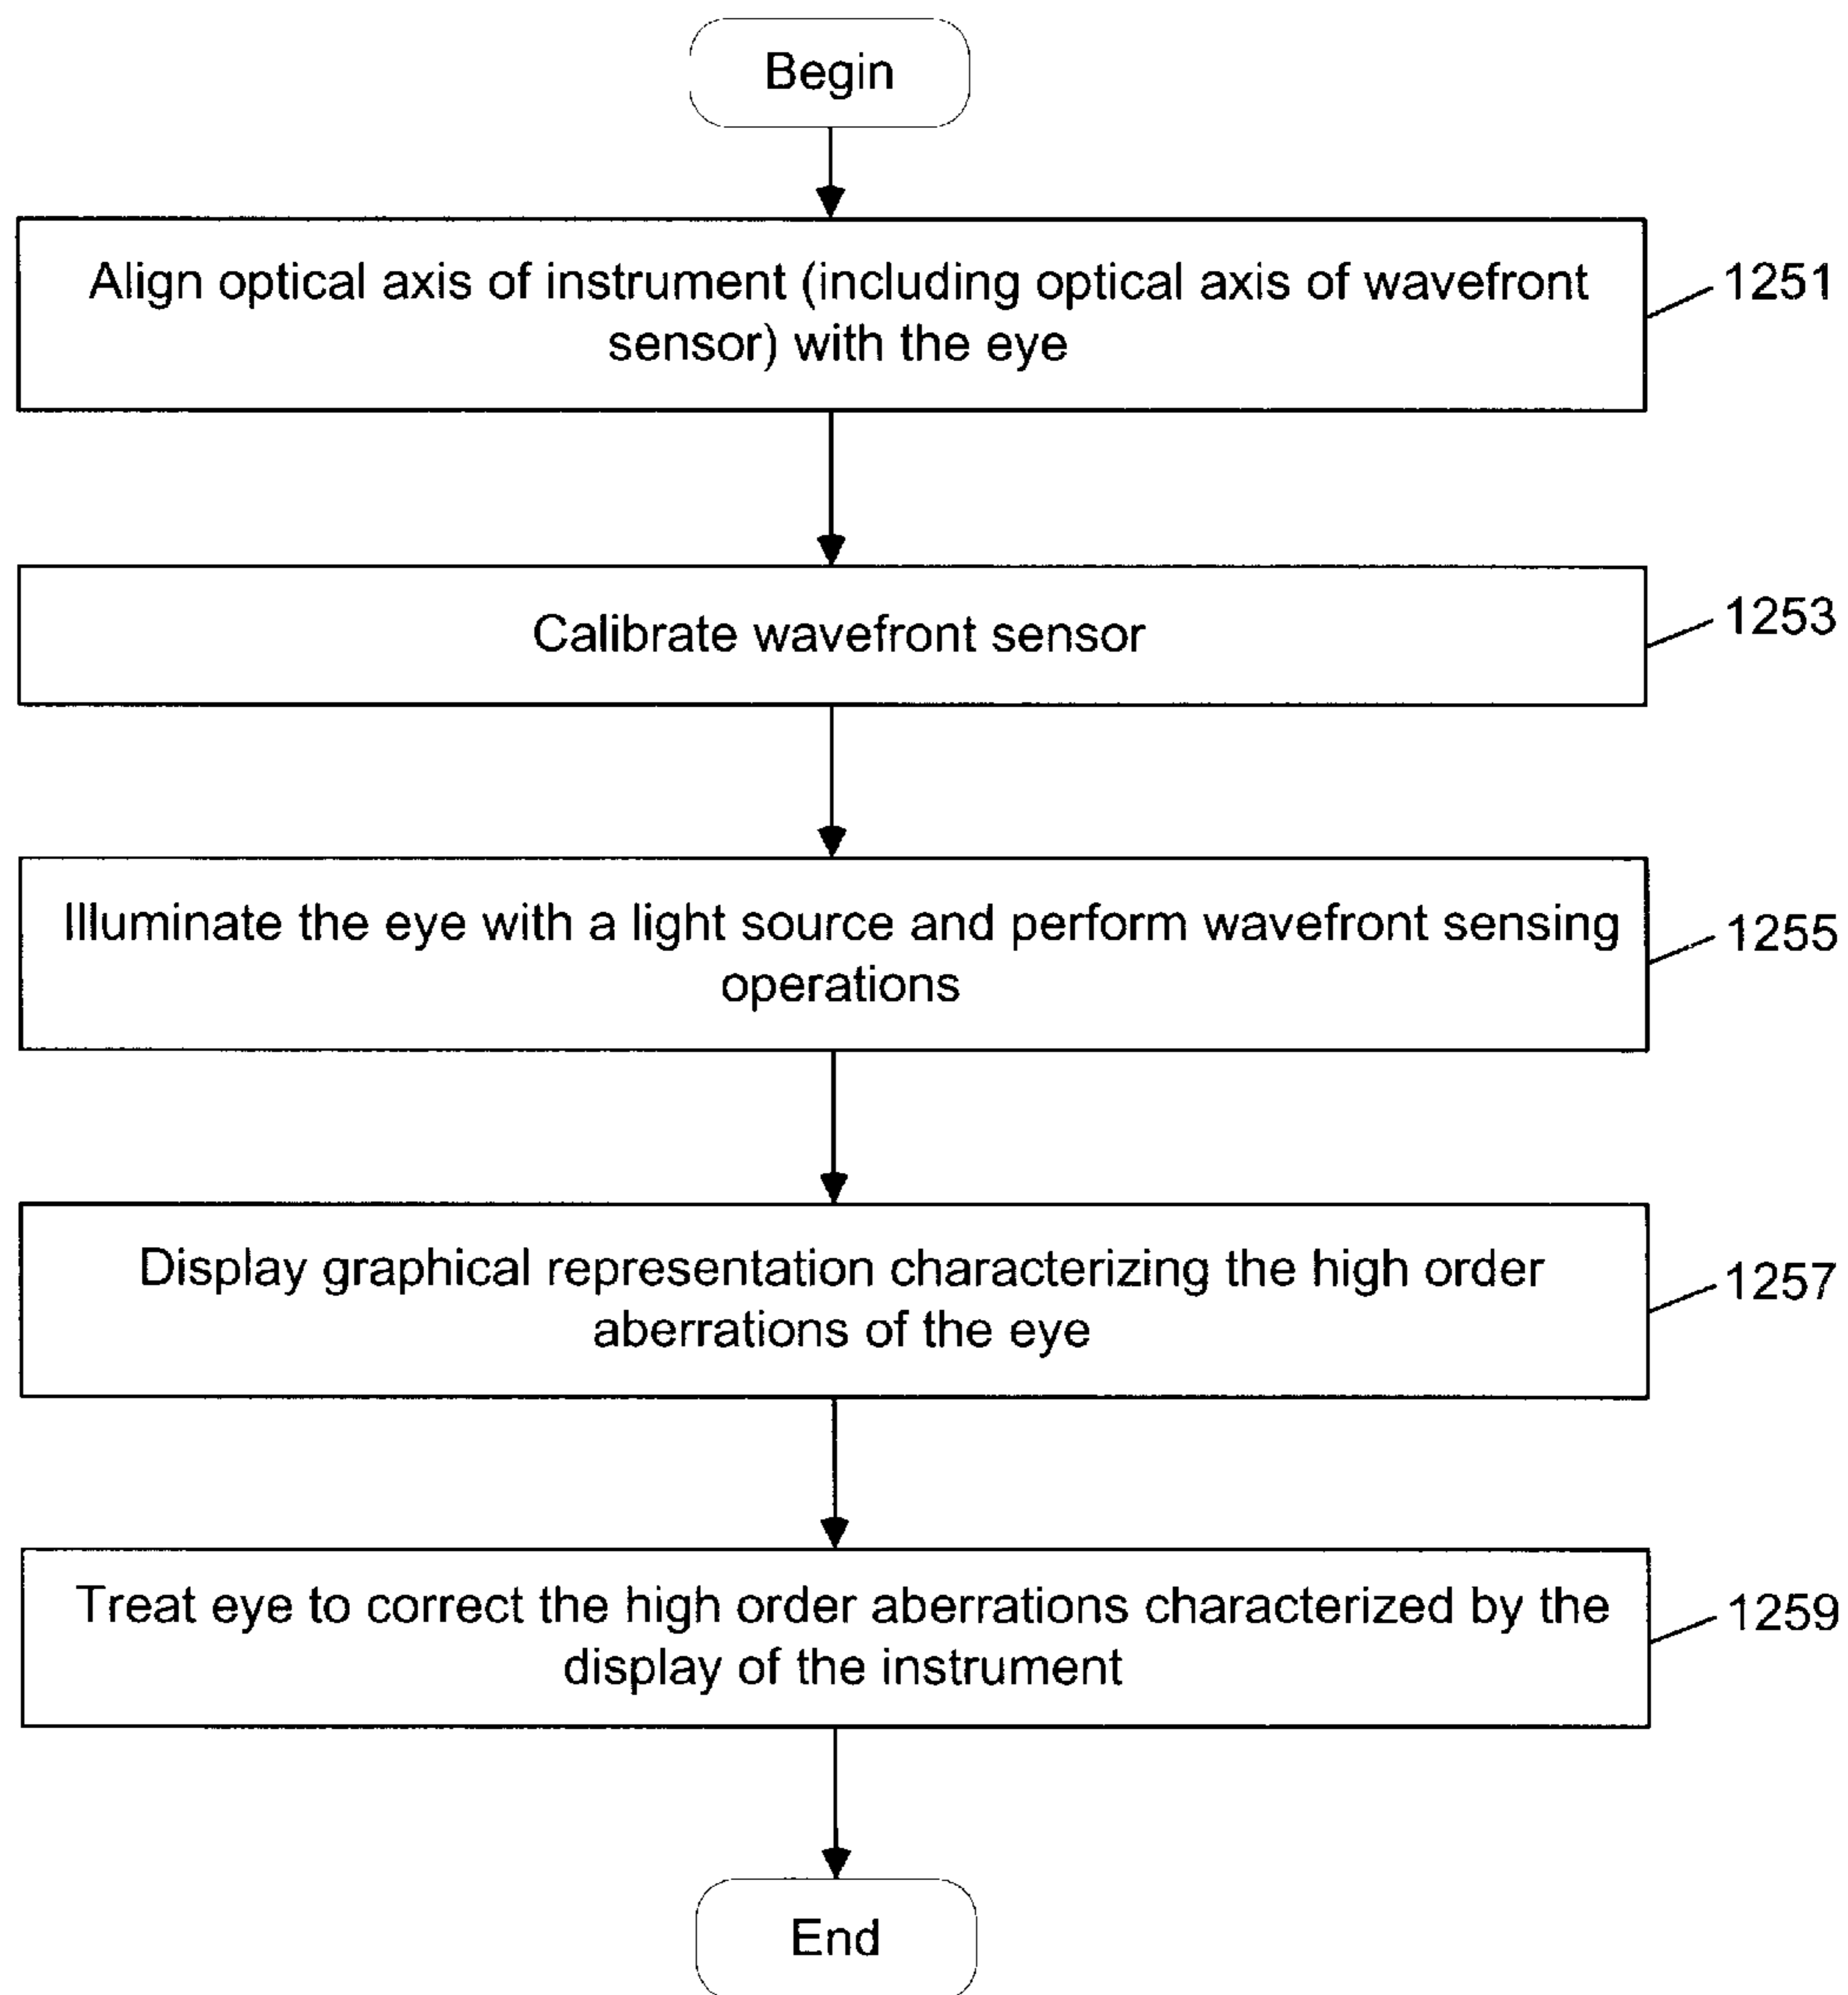 Begin
Align optical axis of instrument (including optical axis of wavefront
sensor) with the eye
1251
Calibrate wavefront sensor
1253
Illuminate the eye with a light source and perform wavefront sensing
operations
1255
Display graphical representation characterizing the high order
aberrations of the eye
1257
Treat eye to correct the high order aberrations characterized by the
display of the instrument
1259
End